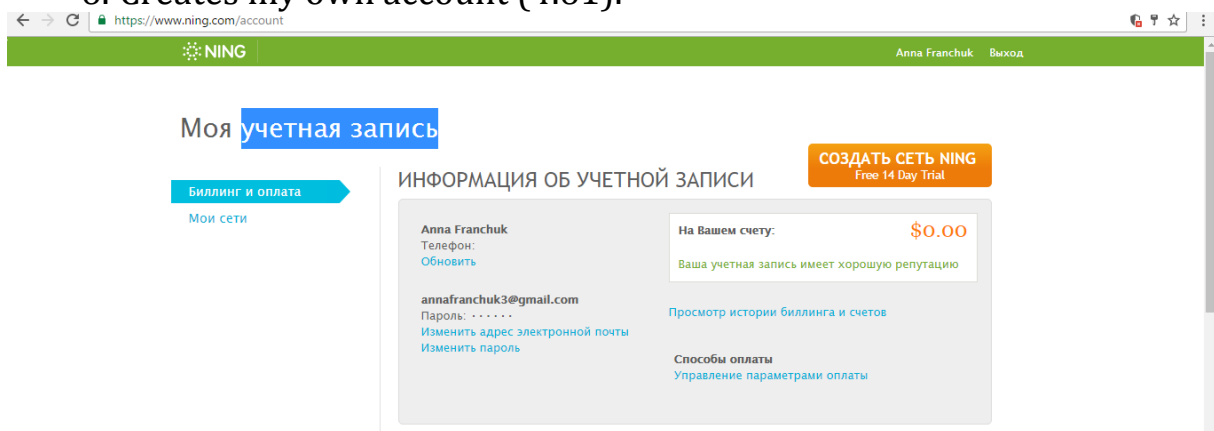 https://www.ning.com/account
NING
Anna Franchuk Выход
Моя учетная запись
СОЗДАТЬ СЕТЬ NING
Free 14 Day Trial
Биллинг и оплата
Мои сети
ИНФОРМАЦИЯ ОБ УЧЕТНОЙ ЗАПИСИ
Anna Franchuk
Телефон:
Обновить
annafranchuk3@gmail.com
Пароль: ······
Изменить адрес электронной почты
Изменить пароль
На Вашем счету: $0.00
Ваша учетная запись имеет хорошую репутацию
Просмотр истории биллинга и счетов
Способы оплаты
Управление параметрами оплаты